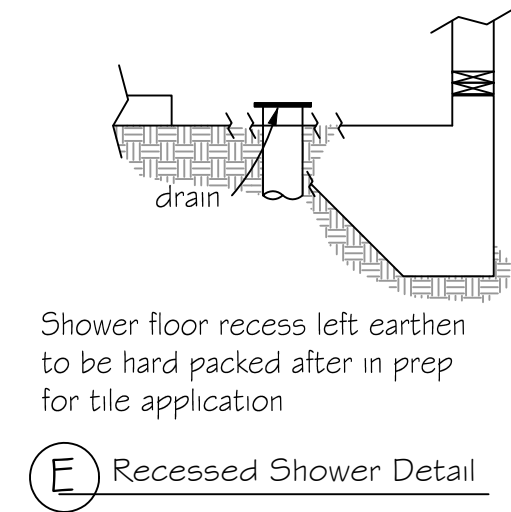 drain
Shower floor recess left earthen
to be hard packed after in prep
for tile application
E Recessed Shower Detail